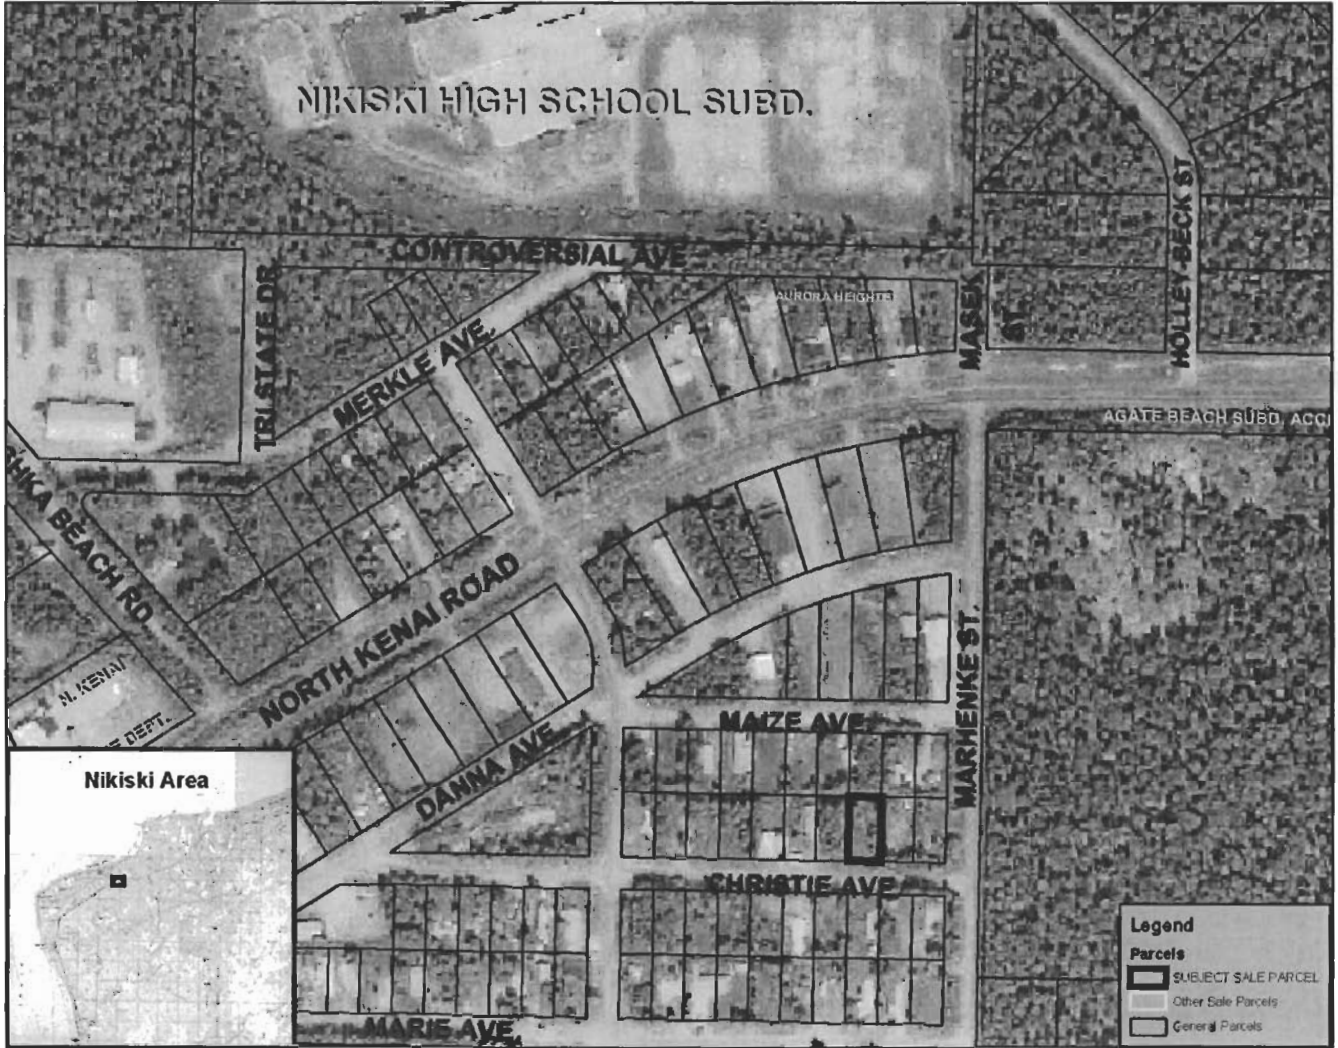 NIKISKI HIGH SCHOOL SUBD.
CONTROVERSIAL AVE
TRISTATE DR.
MERKLE AVE.
AURORA HEIGHTS
MASEK ST.
HOLLEY-BECK ST
AGATE BEACH SUBD. ACC
SHKA BEACH RD.
NORTH KENAI ROAD
N. KENAI
E DEPT.
DANNA AVE
MAIZE AVE
MARHENKE ST.
CHRISTIE AVE
MARIE AVE
Nikiski Area
Legend
Parcels
SUBJECT SALE PARCEL
Other Sale Parcels
General Parcels